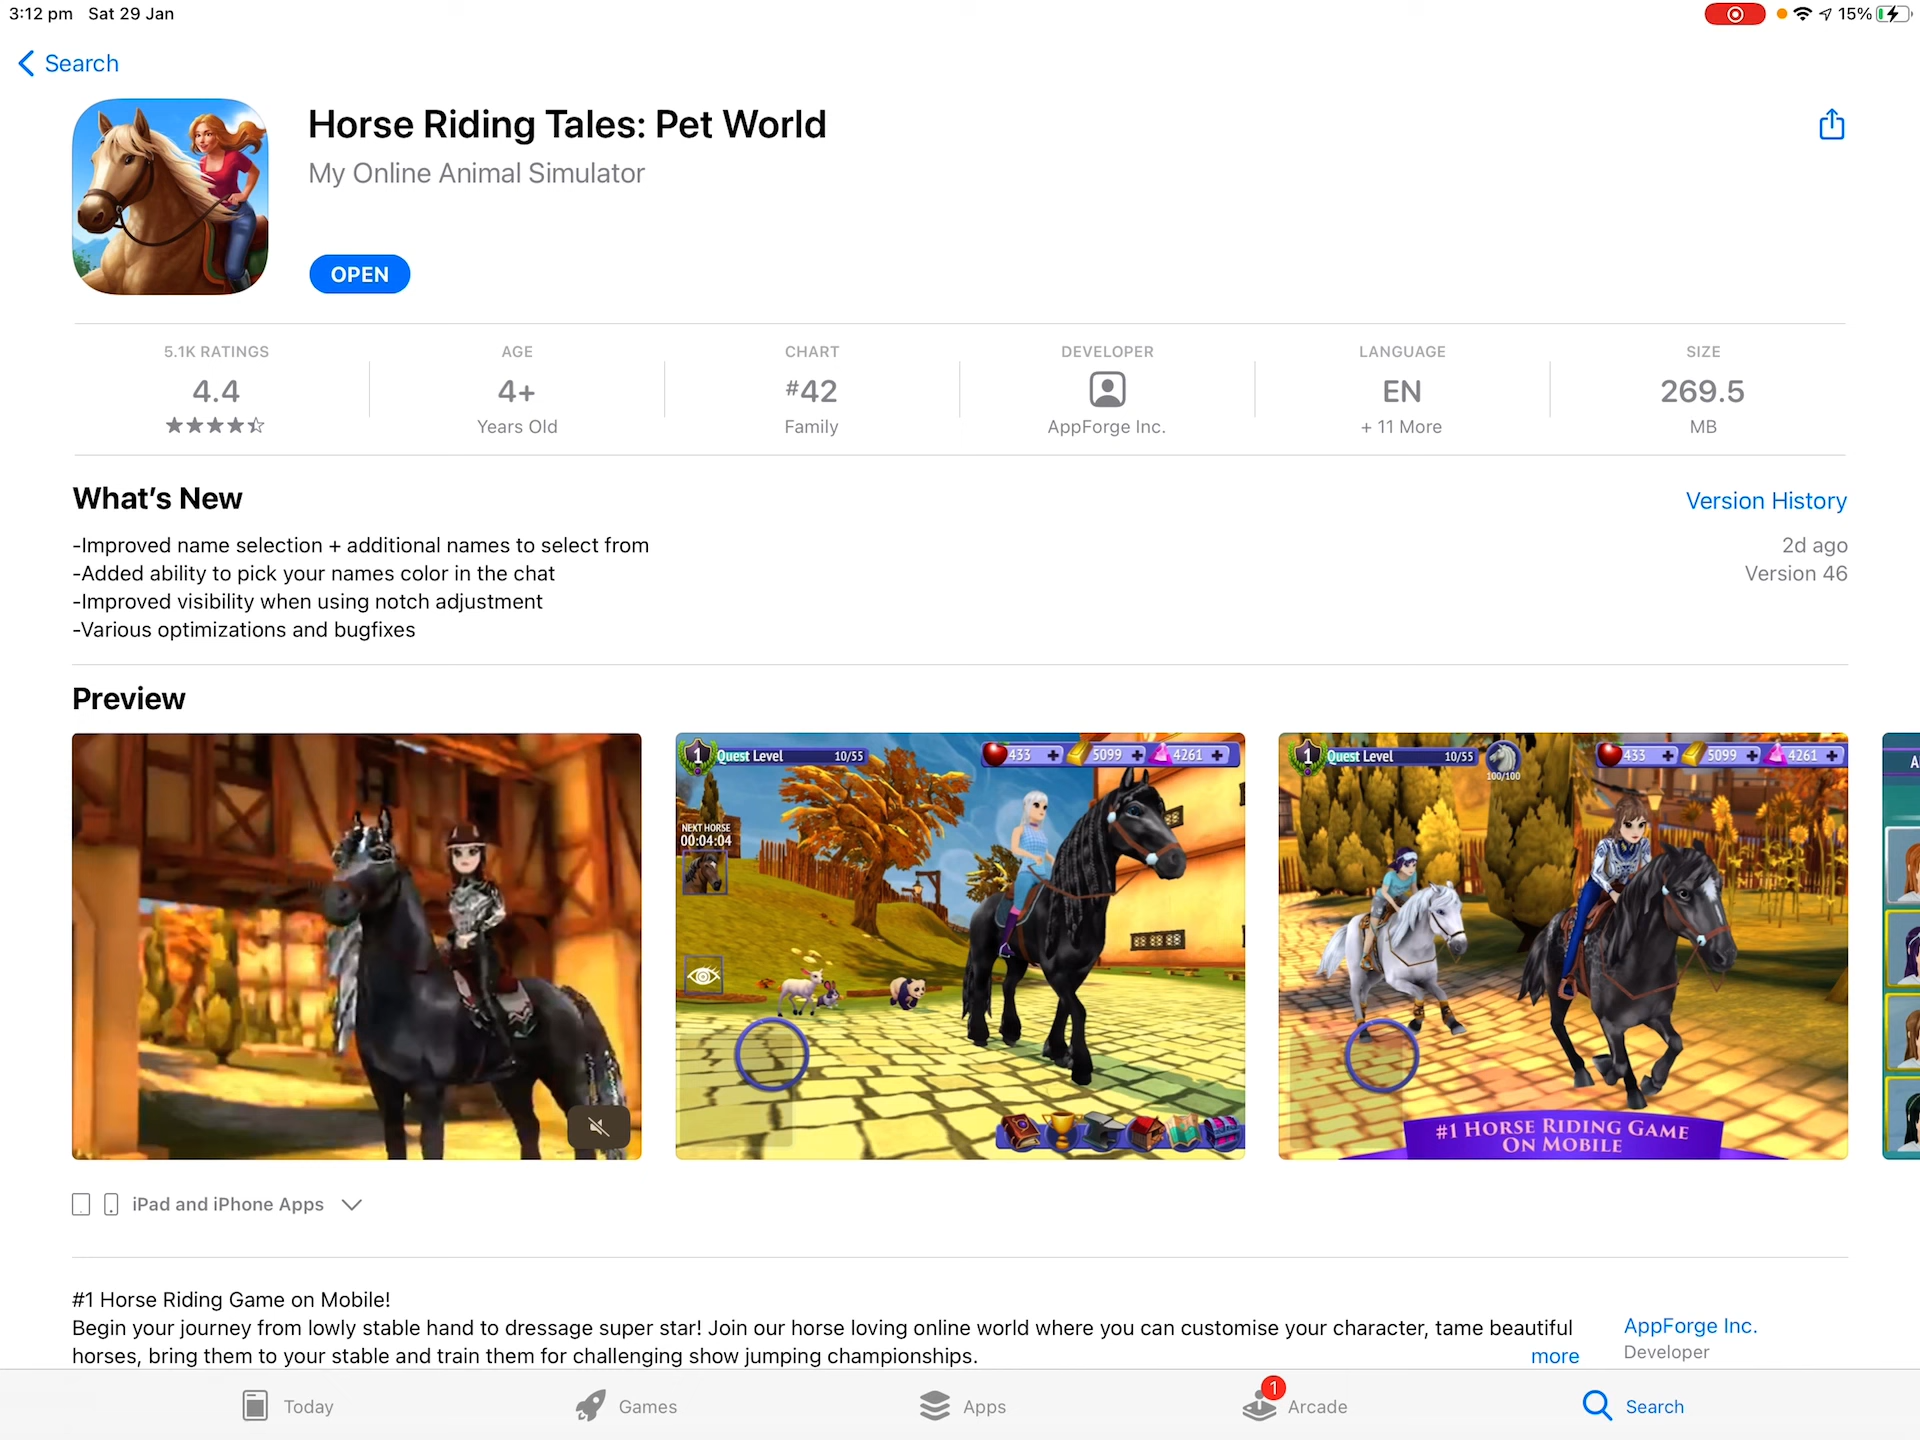 3:12 pm Sat 29 Jan
15%
Search
Horse Riding Tales: Pet World
My Online Animal Simulator
OPEN
5.1K RATINGS
4.4
AGE
4+
Years Old
CHART
#42
Family
DEVELOPER
AppForge Inc.
LANGUAGE
EN
+ 11 More
SIZE
269.5
MB
What's New
Version History
-Improved name selection + additional names to select from
2d ago
-Added ability to pick your names color in the chat
Version 46
-Improved visibility when using notch adjustment
-Various optimizations and bugfixes
Preview
1 Quest Level 10/55
433 5099 4261
NEXT HORSE
00:04:04
1 Quest Level 10/55
100/100
433 5099 4261
#1 HORSE RIDING GAME
ON MOBILE
A
iPad and iPhone Apps
#1 Horse Riding Game on Mobile!
Begin your journey from lowly stable hand to dressage super star! Join our horse loving online world where you can customise your character, tame beautiful
horses, bring them to your stable and train them for challenging show jumping championships.
more
AppForge Inc.
Developer
Today
Games
Apps
1
Arcade
Search